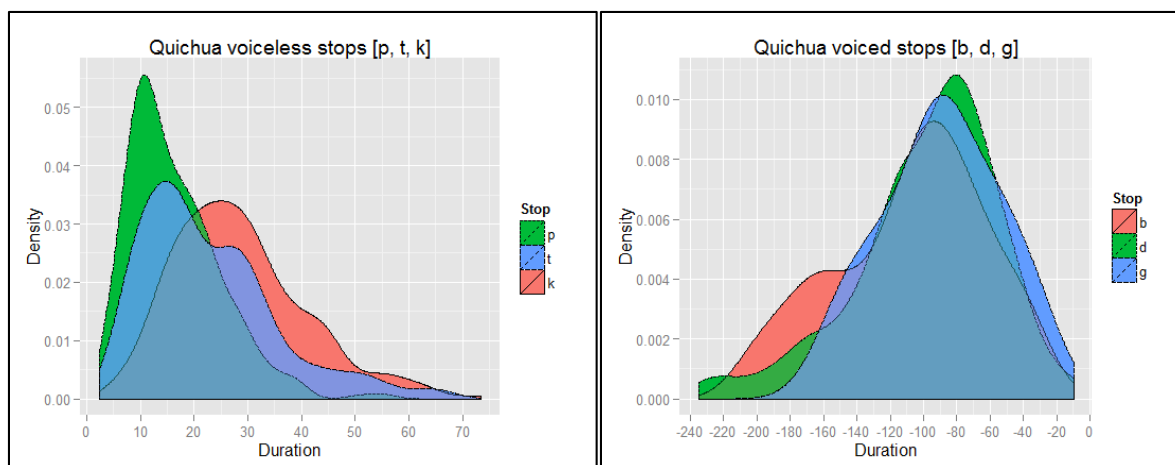 Quichua voiceless stops [p, t, k]
0.05
0.04
0.03
0.02
0.01
0.00
Density
0 10 20 30 40 50 60 70
Duration
Stop
p
t
k
Quichua voiced stops [b, d, g]
0.010
0.008
0.006
0.004
0.002
0.000
Density
-240 -220 -200 -180 -160 -140 -120 -100 -80 -60 -40 -20 0
Duration
Stop
b
d
g